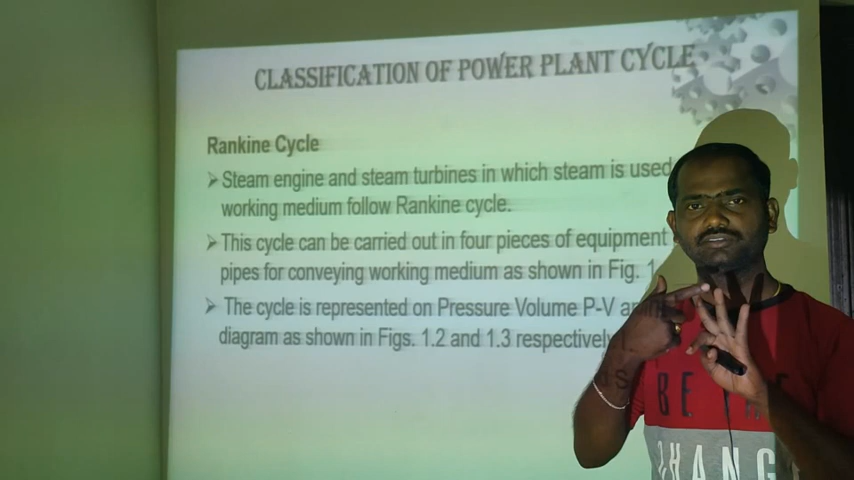 CLASSIFICATION OF POWER PLANT CYCLE
Rankine Cycle
➢ Steam engine and steam turbines in which steam is used
working medium follow Rankine cycle.
➢ This cycle can be carried out in four pieces of equipment
pipes for conveying working medium as shown in Fig. 1
➢ The cycle is represented on Pressure Volume P-V
diagram as shown in Figs. 1.2 and 1.3 respectively
BE THE
CHANG